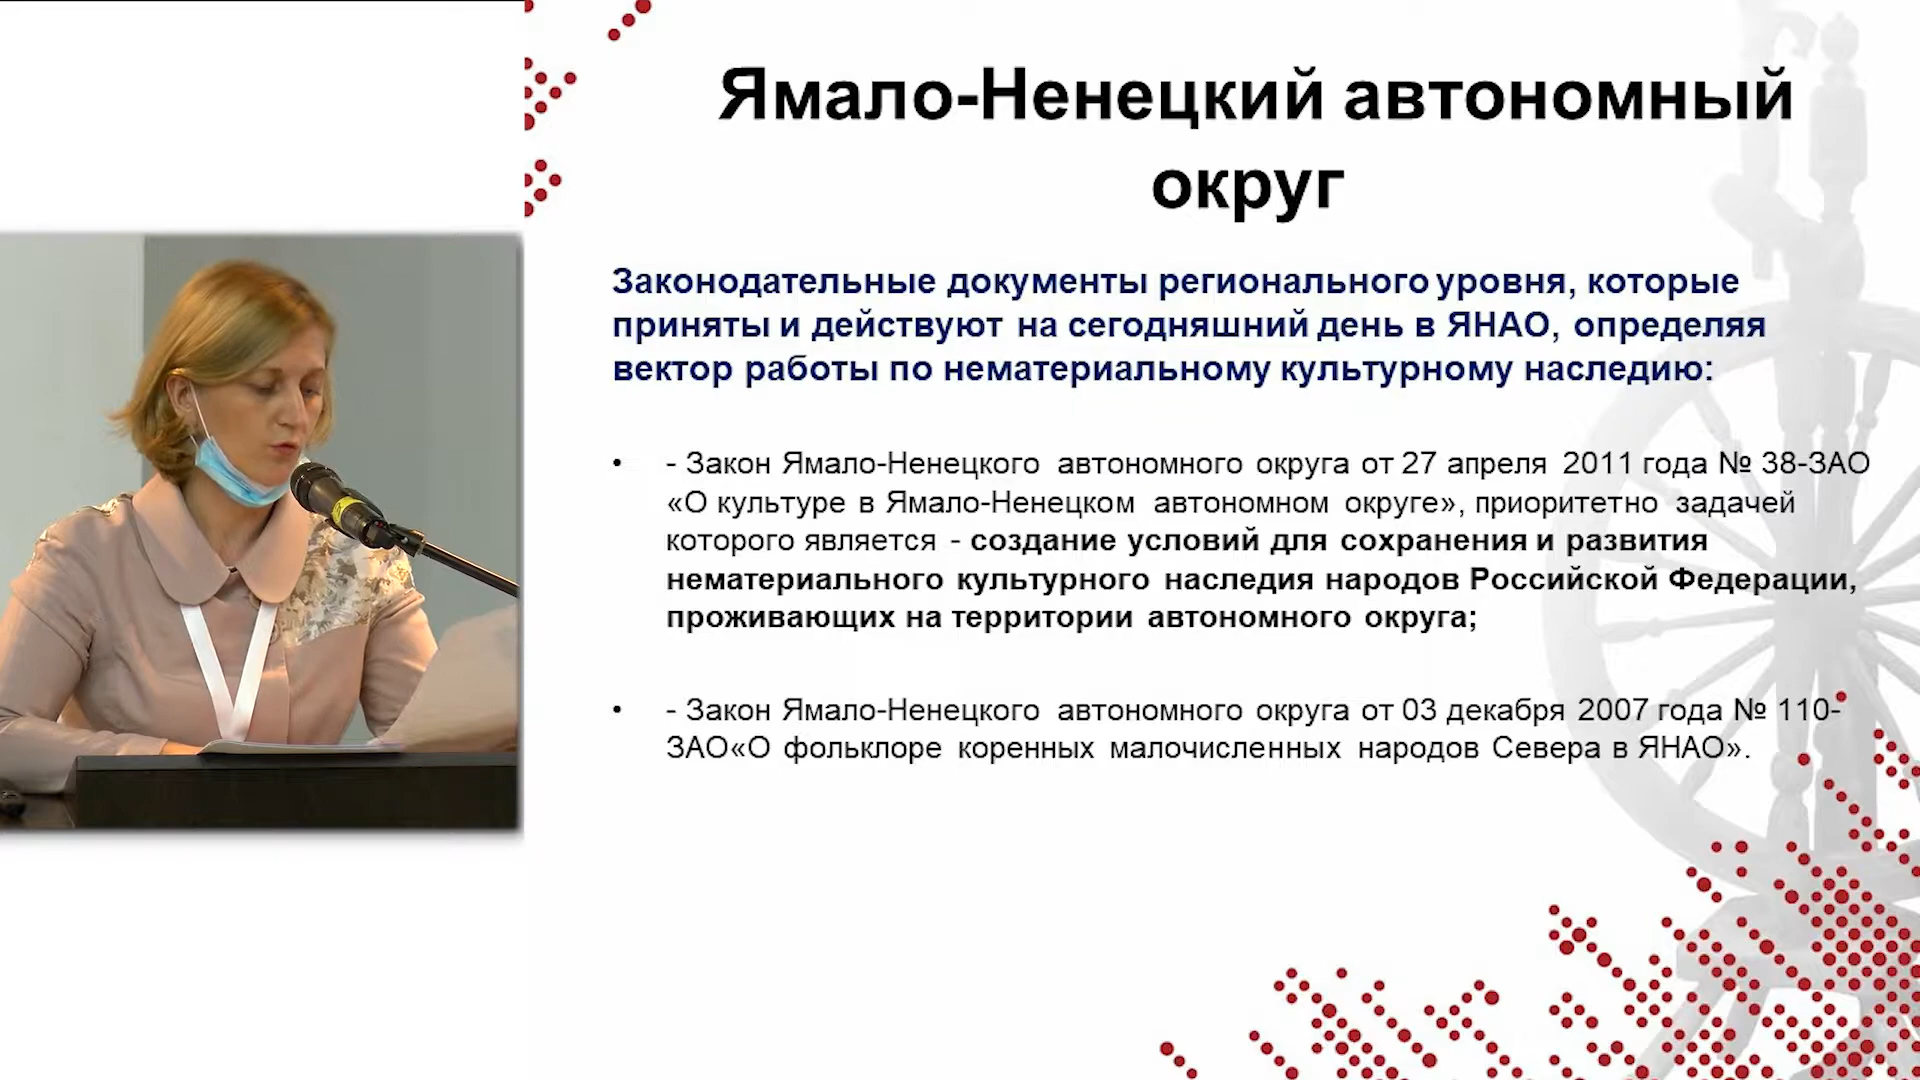 Ямало-Ненецкий автономный
округ
Законодательные документы регионального уровня, которые
приняты и действуют на сегодняшний день в ЯНАО, определяя
вектор работы по нематериальному культурному наследию:
• - Закон Ямало-Ненецкого автономного округа от 27 апреля 2011 года № 38-ЗАО
«О культуре в Ямало-Ненецком автономном округе», приоритетно задачей
которого является - создание условий для сохранения и развития
нематериального культурного наследия народов Российской Федерации,
проживающих на территории автономного округа;
• - Закон Ямало-Ненецкого автономного округа от 03 декабря 2007 года № 110-
ЗАО«О фольклоре коренных малочисленных народов Севера в ЯНАО».